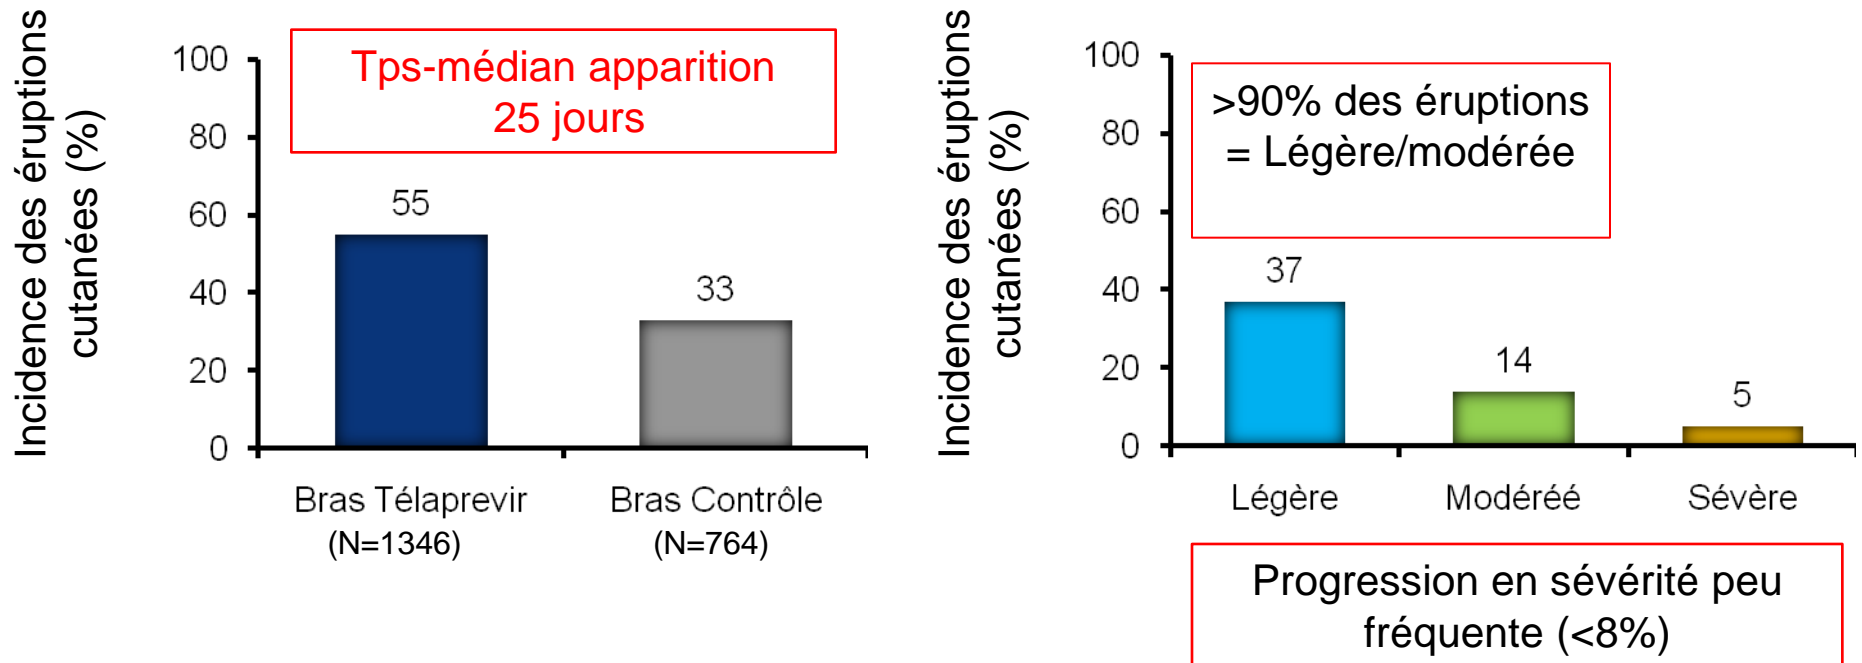 Incidence des éruptions
cutanées (%)
Tps-médian apparition
25 jours
100
80
60
40
20
0
55
33
Bras Télaprevir
(N=1346)
Bras Contrôle
(N=764)
Incidence des éruptions
cutanées (%)
>90% des éruptions
= Légère/modérée
100
80
60
40
20
0
37
14
5
Légère
Modéréé
Sévère
Progression en sévérité peu
fréquente (<8%)